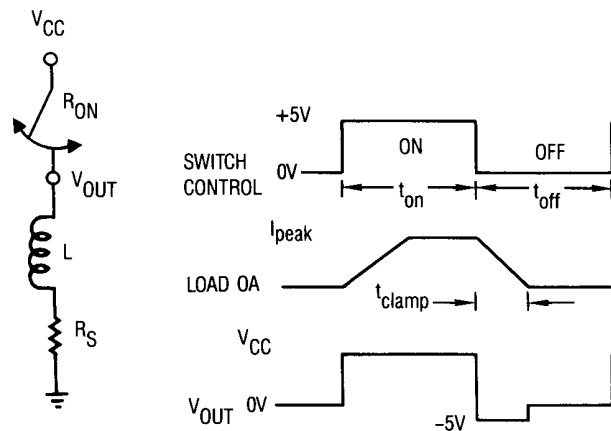 VCC
RON
VOUT
L
RS
+5V
SWITCH CONTROL
0V
ON
OFF
ton
toff
Ipeak
LOAD 0A
tclamp
VCC
VOUT 0V
-5V